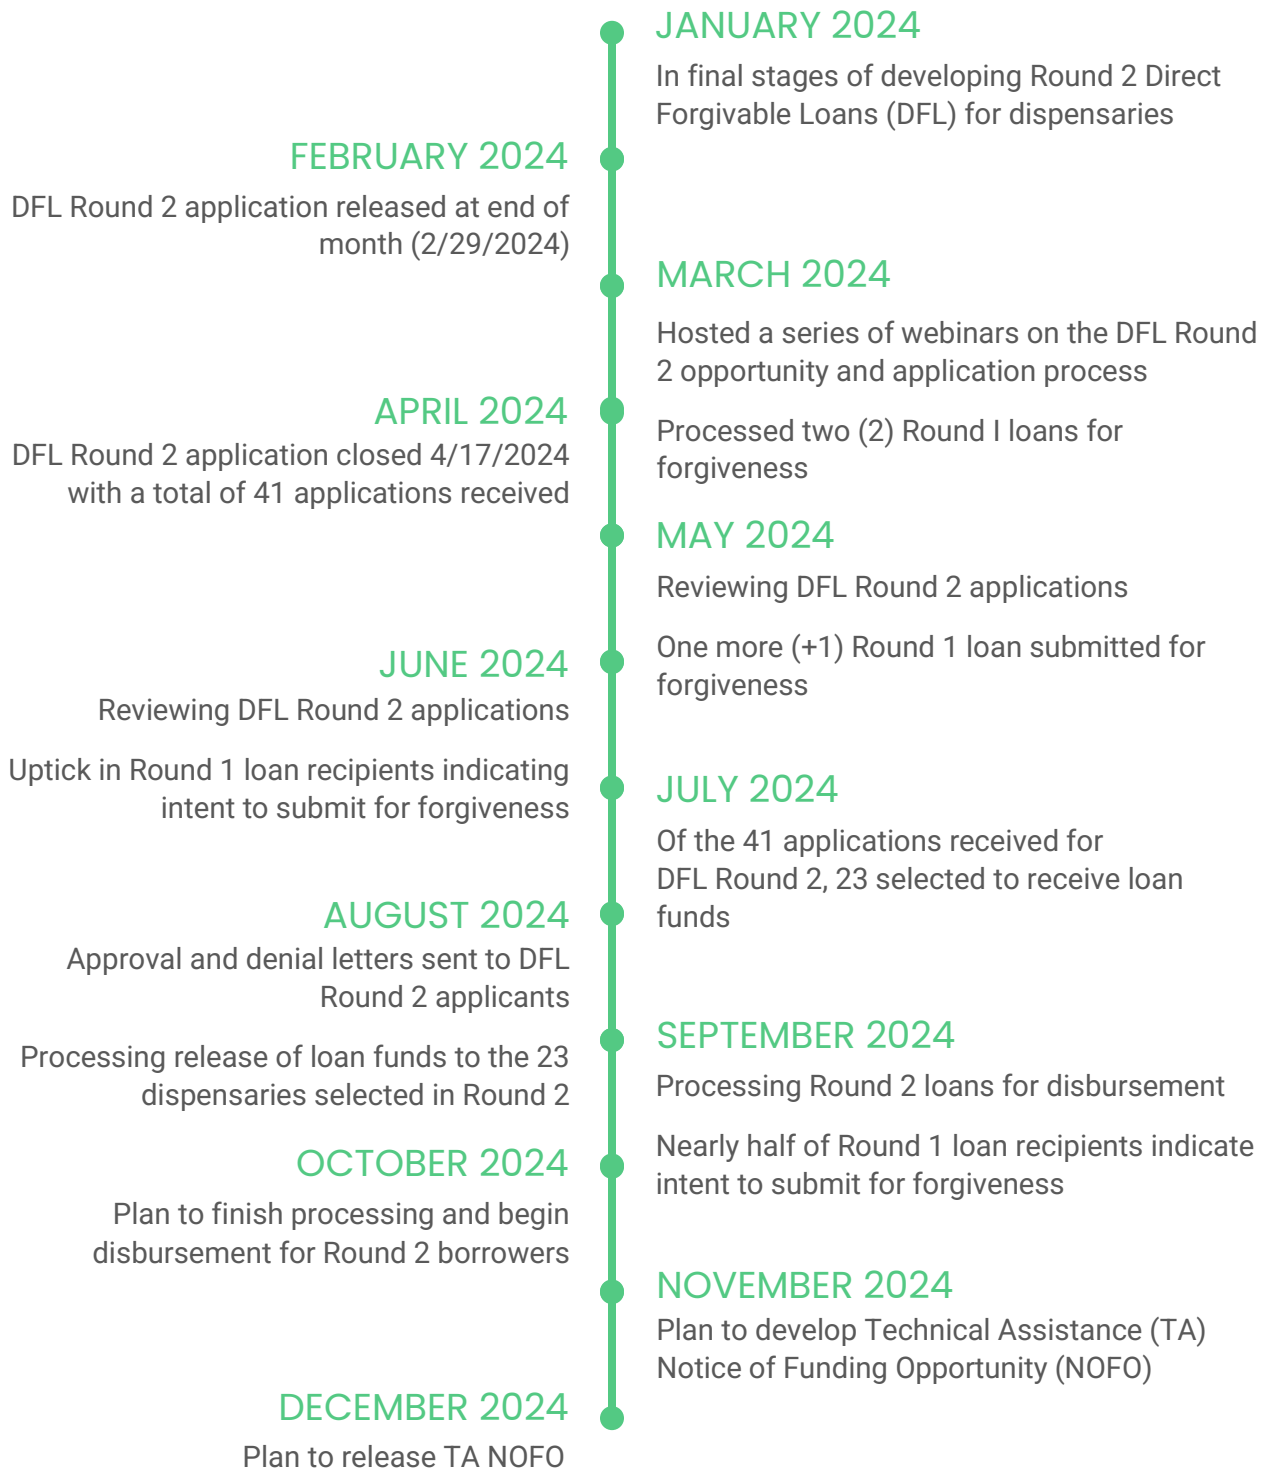 JANUARY 2024
In final stages of developing Round 2 Direct
Forgivable Loans (DFL) for dispensaries
FEBRUARY 2024
DFL Round 2 application released at end of
month (2/29/2024)
MARCH 2024
Hosted a series of webinars on the DFL Round
2 opportunity and application process
Processed two (2) Round I loans for
forgiveness
APRIL 2024
DFL Round 2 application closed 4/17/2024
with a total of 41 applications received
MAY 2024
Reviewing DFL Round 2 applications
One more (+1) Round 1 loan submitted for
forgiveness
JUNE 2024
Reviewing DFL Round 2 applications
Uptick in Round 1 loan recipients indicating
intent to submit for forgiveness
JULY 2024
Of the 41 applications received for
DFL Round 2, 23 selected to receive loan
funds
AUGUST 2024
Approval and denial letters sent to DFL
Round 2 applicants
Processing release of loan funds to the 23
dispensaries selected in Round 2
SEPTEMBER 2024
Processing Round 2 loans for disbursement
Nearly half of Round 1 loan recipients indicate
intent to submit for forgiveness
OCTOBER 2024
Plan to finish processing and begin
disbursement for Round 2 borrowers
NOVEMBER 2024
Plan to develop Technical Assistance (TA)
Notice of Funding Opportunity (NOFO)
DECEMBER 2024
Plan to release TA NOFO